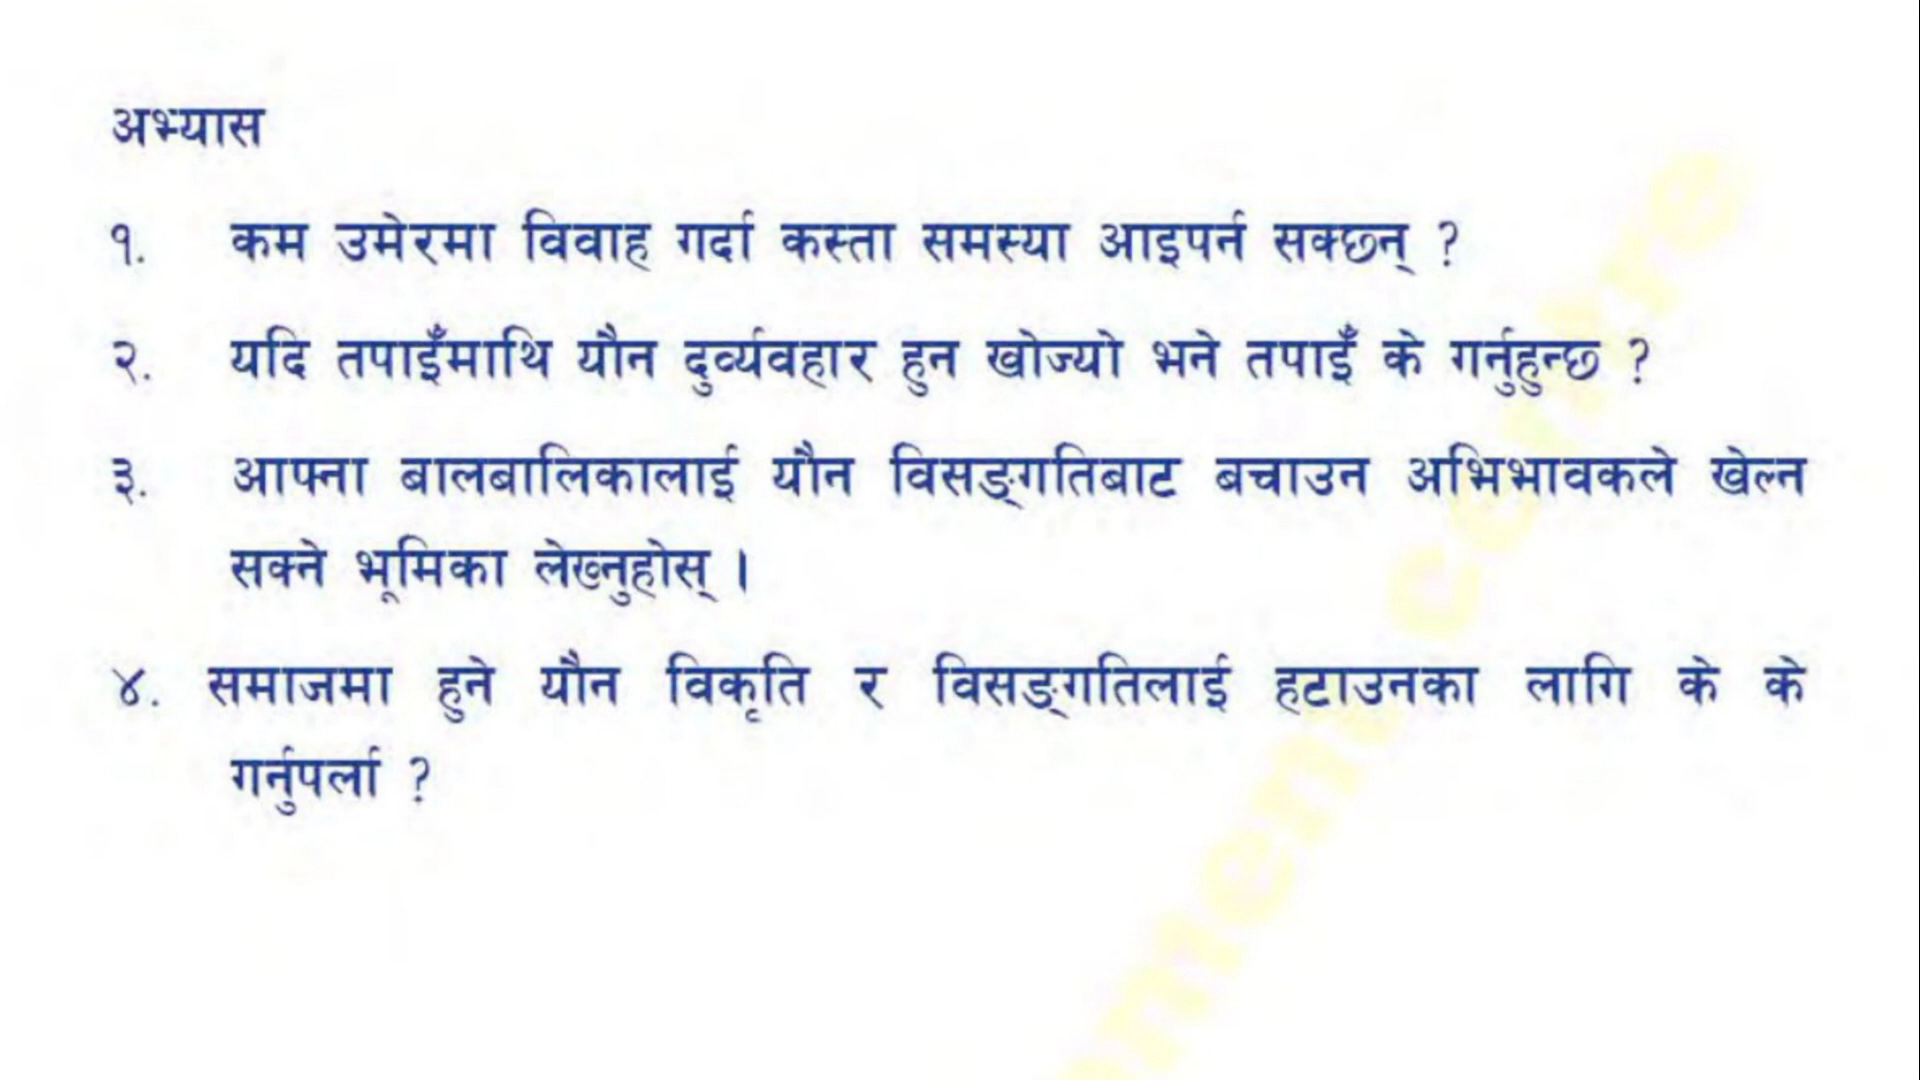 अभ्यास
१. कम उमेरमा विवाह गर्दा कस्ता समस्या आइपर्न सक्छन् ?
२. यदि तपाइँमाथि यौन दुर्व्यवहार हुन खोज्यो भने तपाइँ के गर्नुहुन्छ ?
३. आफ्ना बालबालिकालाई यौन विसङ्गतिबाट बचाउन अभिभावकले खेल्न
सक्ने भूमिका लेख्नुहोस् ।
४. समाजमा हुने यौन विकृति र विसङ्गतिलाई हटाउनका लागि के के
गर्नुपर्ला ?